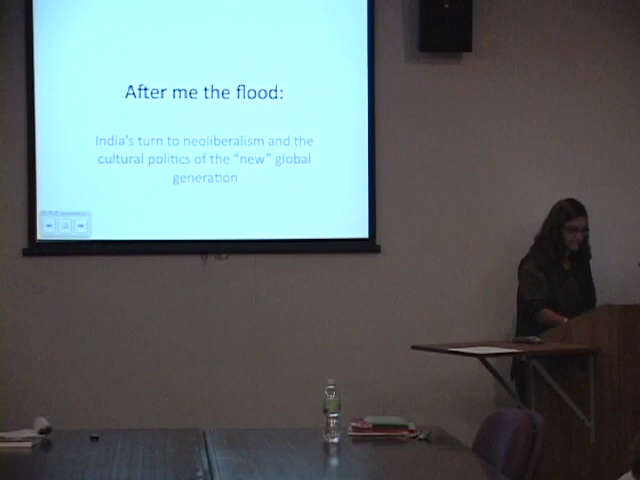 After me the flood:
India's turn to neoliberalism and the
cultural politics of the “new” global
generation